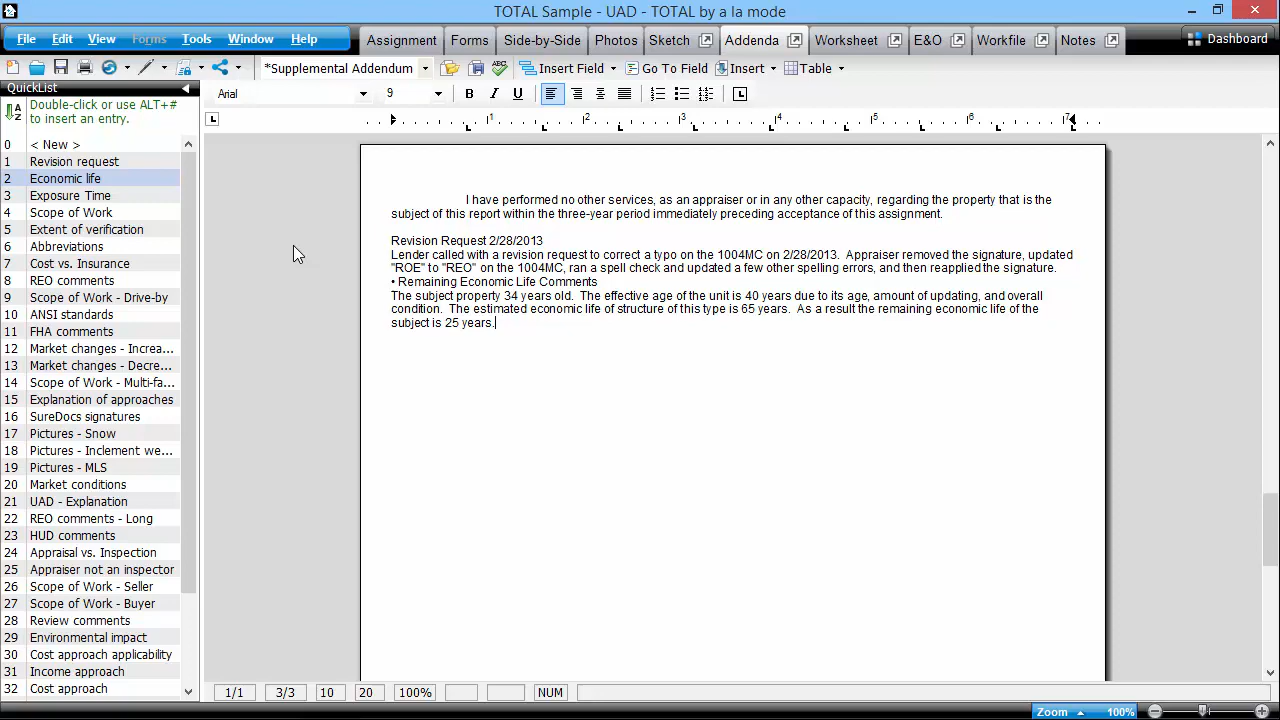 TOTAL Sample - UAD - TOTAL by a la mode
File Edit View Forms Tools Window Help
Assignment Forms Side-by-Side Photos Sketch Addenda Worksheet E&O Workfile Notes Dashboard
*Supplemental Addendum Insert Field Go To Field Insert Table
QuickList
Arial 9 B I U
Double-click or use ALT+#
to insert an entry.
1 2 3 4 5 6 7
0 < New >
1 Revision request
2 Economic life
3 Exposure Time
4 Scope of Work
5 Extent of verification
6 Abbreviations
7 Cost vs. Insurance
8 REO comments
9 Scope of Work - Drive-by
10 ANSI standards
11 FHA comments
12 Market changes - Increa...
13 Market changes - Decre...
14 Scope of Work - Multi-fa...
15 Explanation of approaches
16 SureDocs signatures
17 Pictures - Snow
18 Pictures - Inclement we...
19 Pictures - MLS
20 Market conditions
21 UAD - Explanation
22 REO comments - Long
23 HUD comments
24 Appraisal vs. Inspection
25 Appraiser not an inspector
26 Scope of Work - Seller
27 Scope of Work - Buyer
28 Review comments
29 Environmental impact
30 Cost approach applicability
31 Income approach
32 Cost approach
I have performed no other services, as an appraiser or in any other capacity, regarding the property that is the
subject of this report within the three-year period immediately preceding acceptance of this assignment.
Revision Request 2/28/2013
Lender called with a revision request to correct a typo on the 1004MC on 2/28/2013. Appraiser removed the signature, updated
"ROE" to "REO" on the 1004MC, ran a spell check and updated a few other spelling errors, and then reapplied the signature.
• Remaining Economic Life Comments
The subject property 34 years old. The effective age of the unit is 40 years due to its age, amount of updating, and overall
condition. The estimated economic life of structure of this type is 65 years. As a result the remaining economic life of the
subject is 25 years.
1/1 3/3 10 20 100% NUM
Zoom 100%